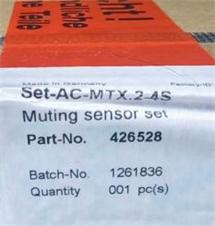 Made in Germany
Set-AC-MTX.2-4S
Muting sensor set
Part-No. 426528
Batch-No. 1261836
Quantity 001 pc(s)